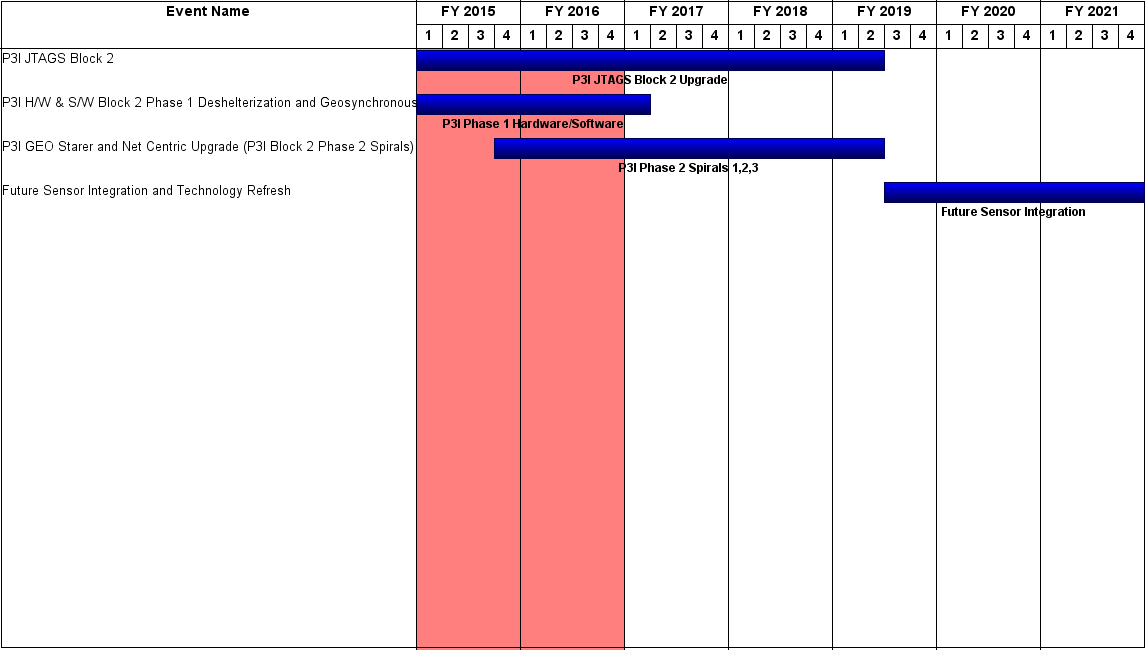 Event Name FY 2015 FY 2016 FY 2017 FY 2018 FY 2019 FY 2020 FY 2021
1 2 3 4 1 2 3 4 1 2 3 4 1 2 3 4 1 2 3 4 1 2 3 4 1 2 3 4
P3I JTAGS Block 2
P3I JTAGS Block 2 Upgrade
P3I H/W & S/W Block 2 Phase 1 Deshelterization and Geosynchronous
P3I Phase 1 Hardware/Software
P3I GEO Starer and Net Centric Upgrade (P3I Block 2 Phase 2 Spirals)
P3I Phase 2 Spirals 1,2,3
Future Sensor Integration and Technology Refresh
Future Sensor Integration